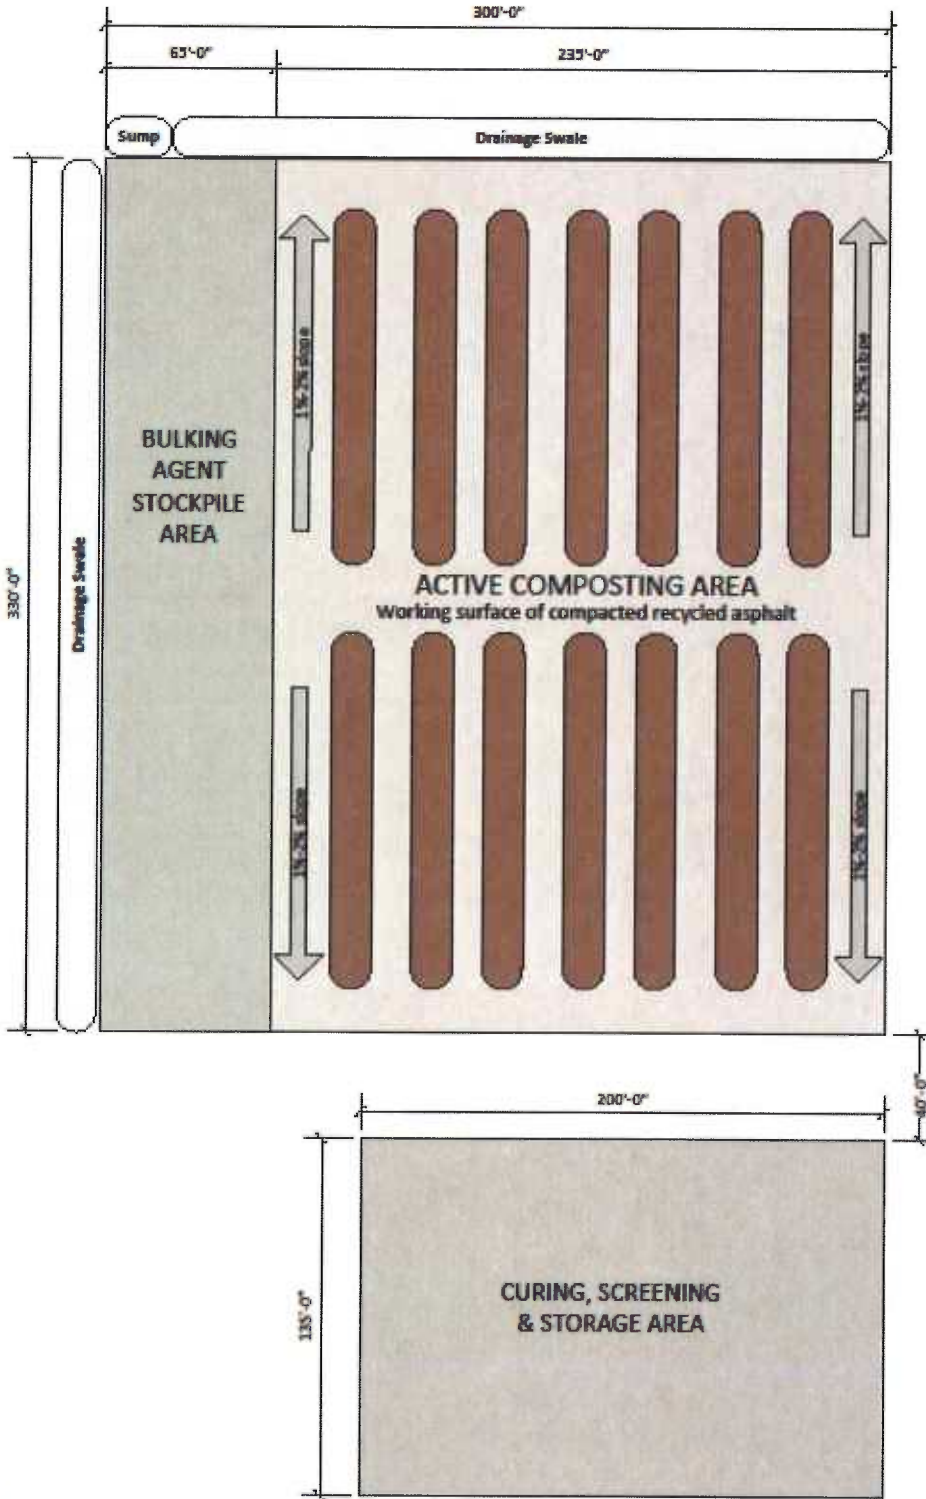 300'-0"
65'-0"
235'-0"
Sump
Drainage Swale
1%-2% slope
1%-2% slope
BULKING
AGENT
STOCKPILE
AREA
330'-0"
Drainage Swale
ACTIVE COMPOSTING AREA
Working surface of compacted recycled asphalt
1%-2% slope
1%-2% slope
40'-0"
200'-0"
135'-0"
CURING, SCREENING
& STORAGE AREA